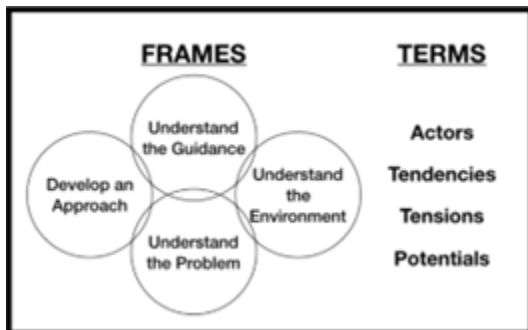 FRAMES
Understand
the Guidance
Develop an
Approach
Understand
the
Environment
Understand
the Problem
TERMS
Actors
Tendencies
Tensions
Potentials